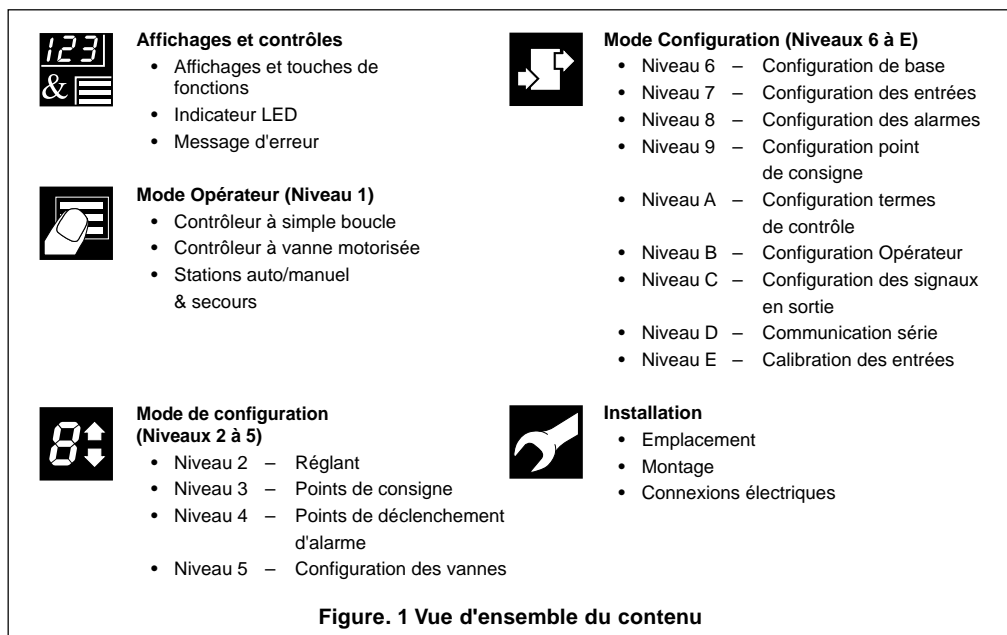 123
&
Affichages et contrôles
• Affichages et touches de
fonctions
• Indicateur LED
• Message d'erreur
Mode Opérateur (Niveau 1)
• Contrôleur à simple boucle
• Contrôleur à vanne motorisée
• Stations auto/manuel
& secours
8
Mode de configuration
(Niveaux 2 à 5)
• Niveau 2 – Réglant
• Niveau 3 – Points de consigne
• Niveau 4 – Points de déclenchement
d'alarme
• Niveau 5 – Configuration des vannes
Mode Configuration (Niveaux 6 à E)
• Niveau 6 – Configuration de base
• Niveau 7 – Configuration des entrées
• Niveau 8 – Configuration des alarmes
• Niveau 9 – Configuration point
de consigne
• Niveau A – Configuration termes
de contrôle
• Niveau B – Configuration Opérateur
• Niveau C – Configuration des signaux
en sortie
• Niveau D – Communication série
• Niveau E – Calibration des entrées
Installation
• Emplacement
• Montage
• Connexions électriques
Figure. 1 Vue d'ensemble du contenu